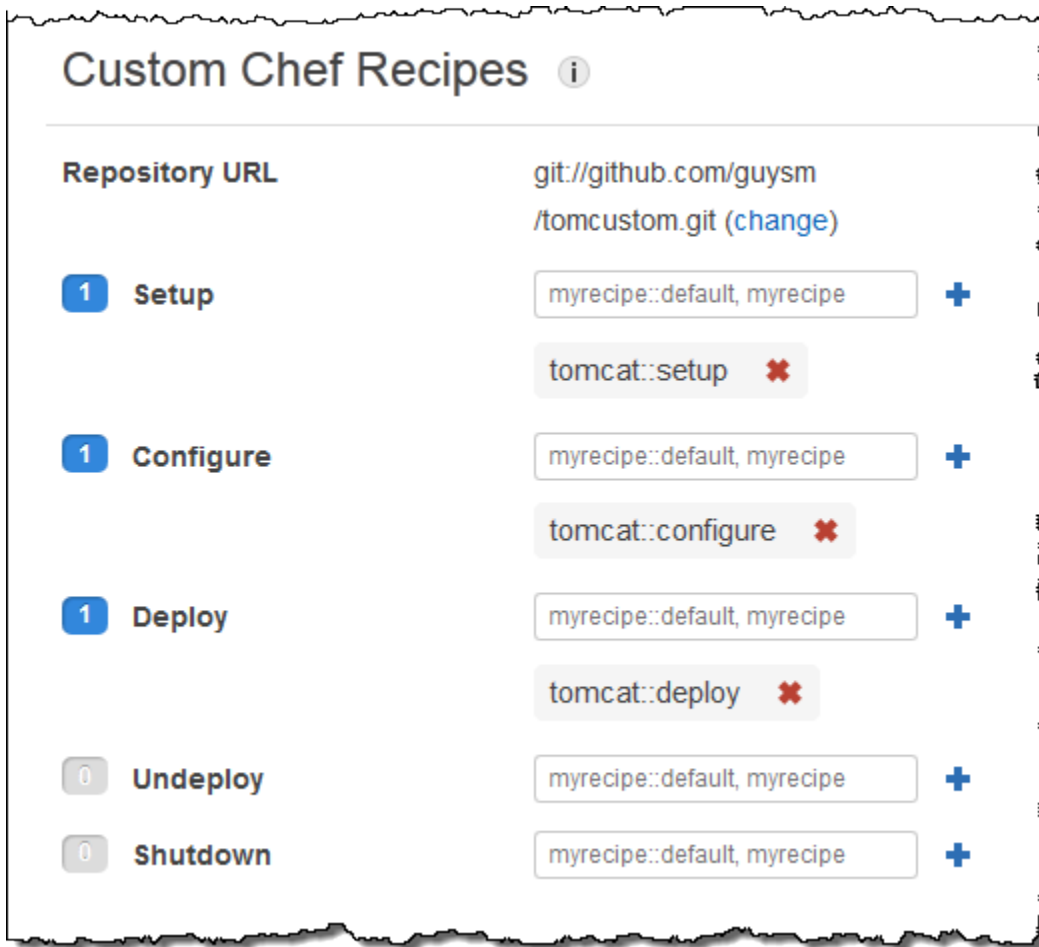 Custom Chef Recipes i
Repository URL git://github.com/guysm
/tomcustom.git (change)
1 Setup myrecipe::default, myrecipe
tomcat::setup
1 Configure myrecipe::default, myrecipe
tomcat::configure
1 Deploy myrecipe::default, myrecipe
tomcat::deploy
0 Undeploy myrecipe::default, myrecipe
0 Shutdown myrecipe::default, myrecipe